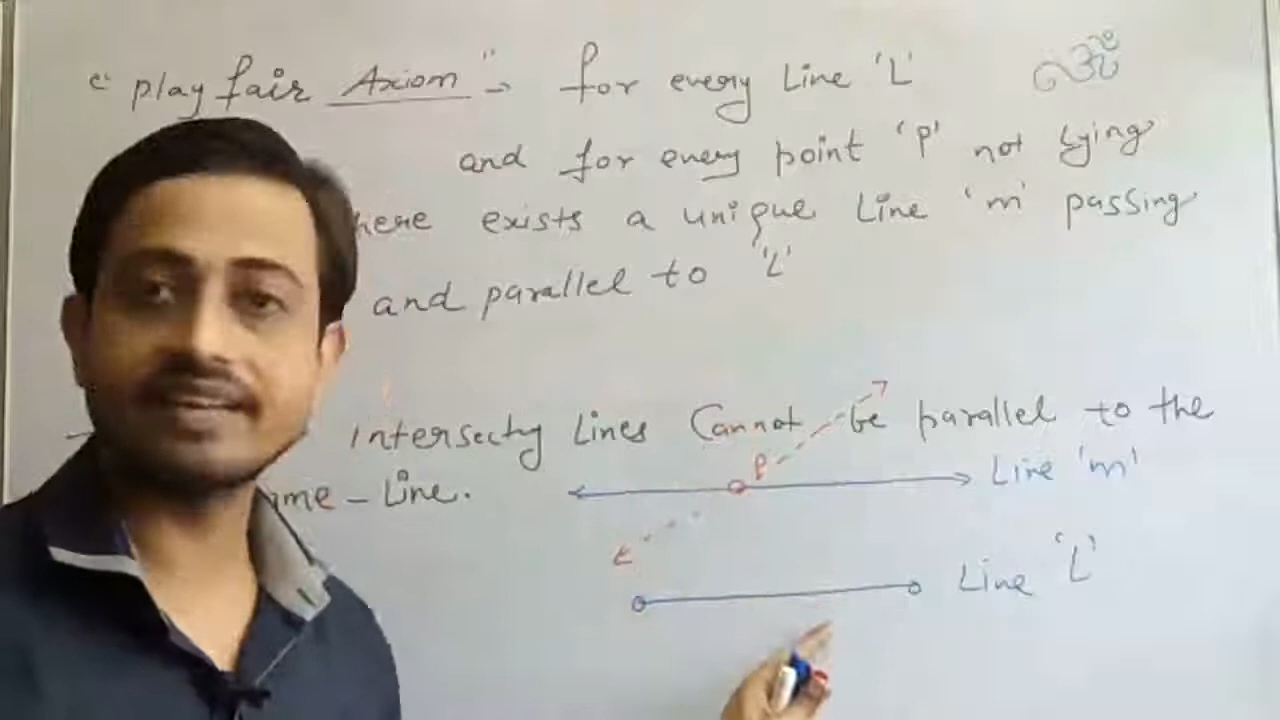 " Play fair Axiom " → for every Line 'L'
ॐ
and for every point 'P' not lying
here exists a unique Line 'm' passing
and parallel to 'L'
Intersecty Lines Cannot be parallel to the
me - Line.
P
Line 'm'
t
Line 'L'